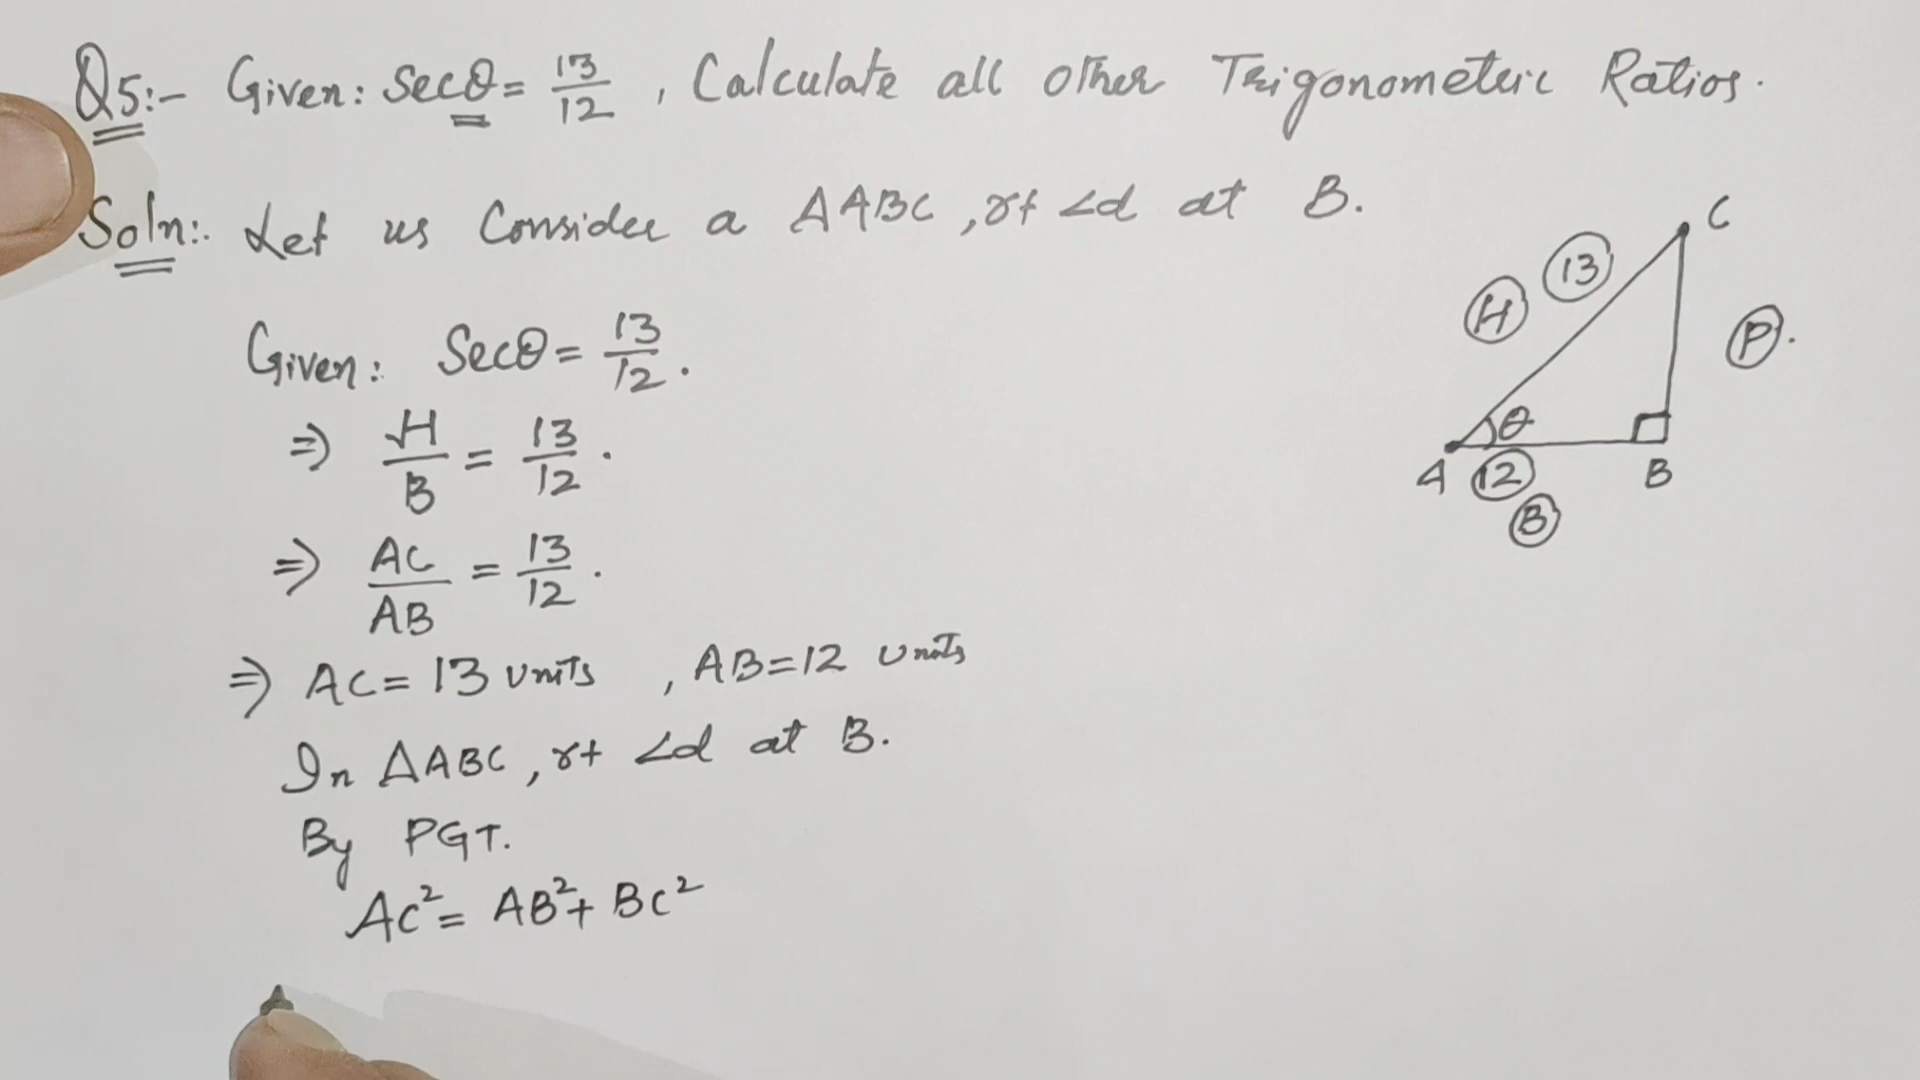 Q5:- Given: Secθ = 13/12 , Calculate all other Trigonometric Ratios.
Soln:. Let us Consider a ΔABC, rt ∠d at B.
Given: Secθ = 13/12 .
⇒ H/B = 13/12 .
⇒ AC/AB = 13/12 .
⇒ AC = 13 units , AB = 12 units
In ΔABC, rt ∠d at B.
By PGT.
AC² = AB² + BC²
C
13
H
P.
θ
A 12 B
B